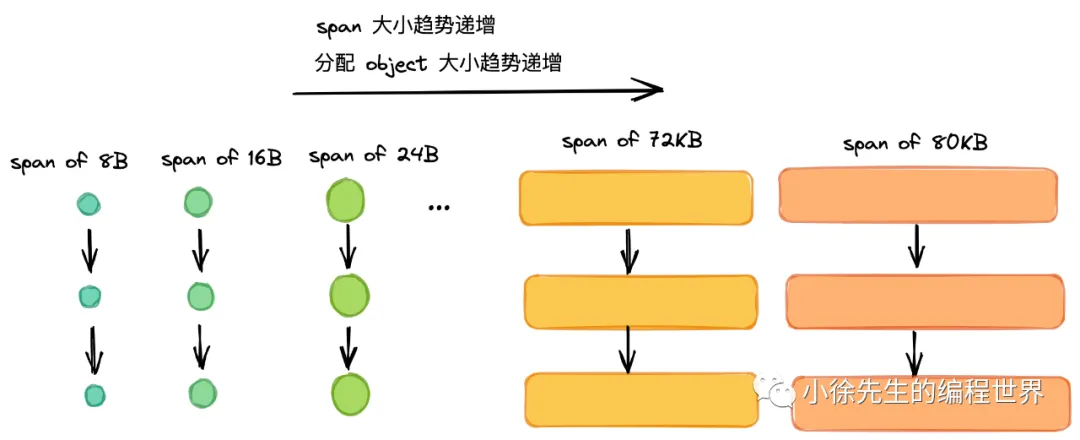 span 大小趋势递增
分配 object 大小趋势递增
span of 8B
span of 16B
span of 24B
span of 72KB
span of 80KB
...
小徐先生的编程世界